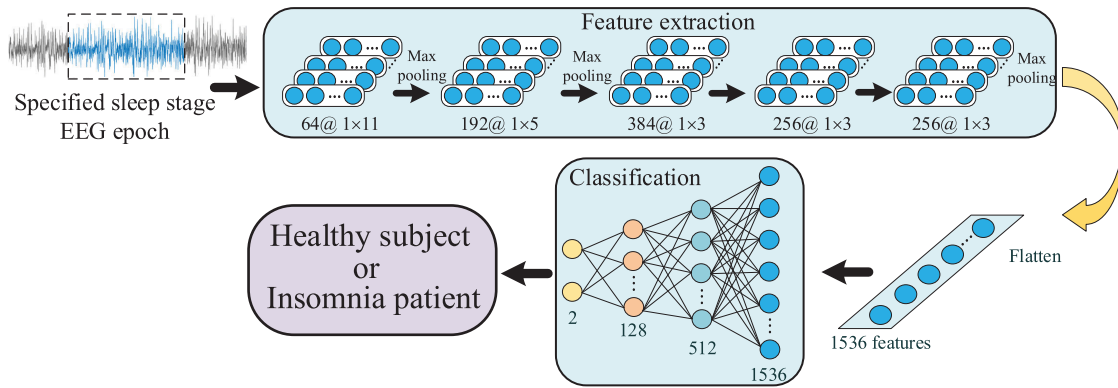 Feature extraction
Specified sleep stage
EEG epoch
Max
pooling
Max
pooling
Max
pooling
64@ 1×11
192@ 1×5
384@ 1×3
256@ 1×3
256@ 1×3
Classification
Healthy subject
or
Insomnia patient
2
128
512
1536
Flatten
1536 features